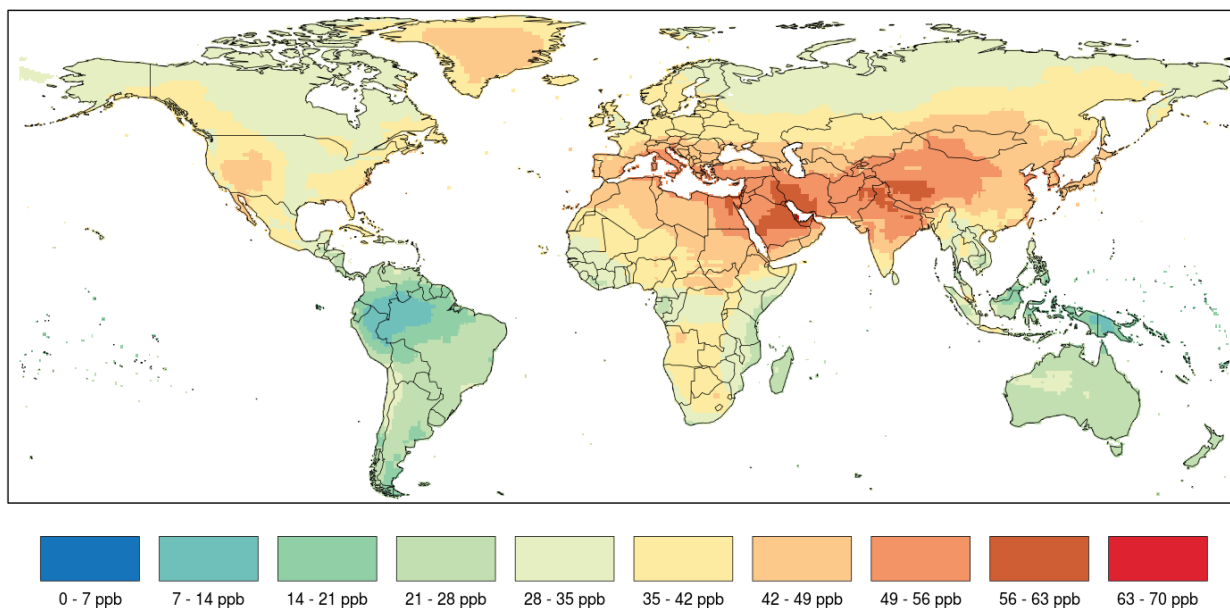 0 - 7 ppb
7 - 14 ppb
14 - 21 ppb
21 - 28 ppb
28 - 35 ppb
35 - 42 ppb
42 - 49 ppb
49 - 56 ppb
56 - 63 ppb
63 - 70 ppb